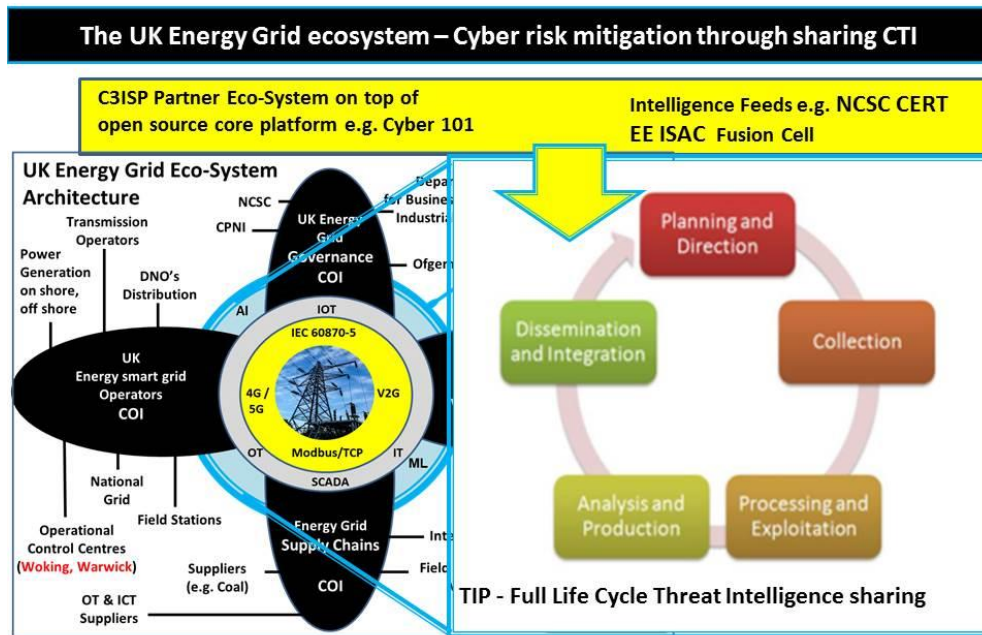 The UK Energy Grid ecosystem – Cyber risk mitigation through sharing CTI
C3ISP Partner Eco-System on top of
open source core platform e.g. Cyber 101
Intelligence Feeds e.g. NCSC CERT
EE ISAC Fusion Cell
UK Energy Grid Eco-System
Architecture
Transmission
Operators
Power
Generation
on shore,
off shore
DNO's
Distribution
NCSC
CPNI
UK Energy
Grid
Governance
COI
for Business
Industrial
Ofgem
AI
IOT
IEC 60870-5
4G /
5G
V2G
Modbus/TCP
OT
IT
ML
SCADA
UK
Energy smart grid
Operators
COI
National
Grid
Field Stations
Operational
Control Centres
(Woking, Warwick)
Energy Grid
Supply Chains
COI
Suppliers
(e.g. Coal)
OT & ICT
Suppliers
Field
Planning and
Direction
Collection
Processing and
Exploitation
Analysis and
Production
Dissemination
and Integration
TIP - Full Life Cycle Threat Intelligence sharing